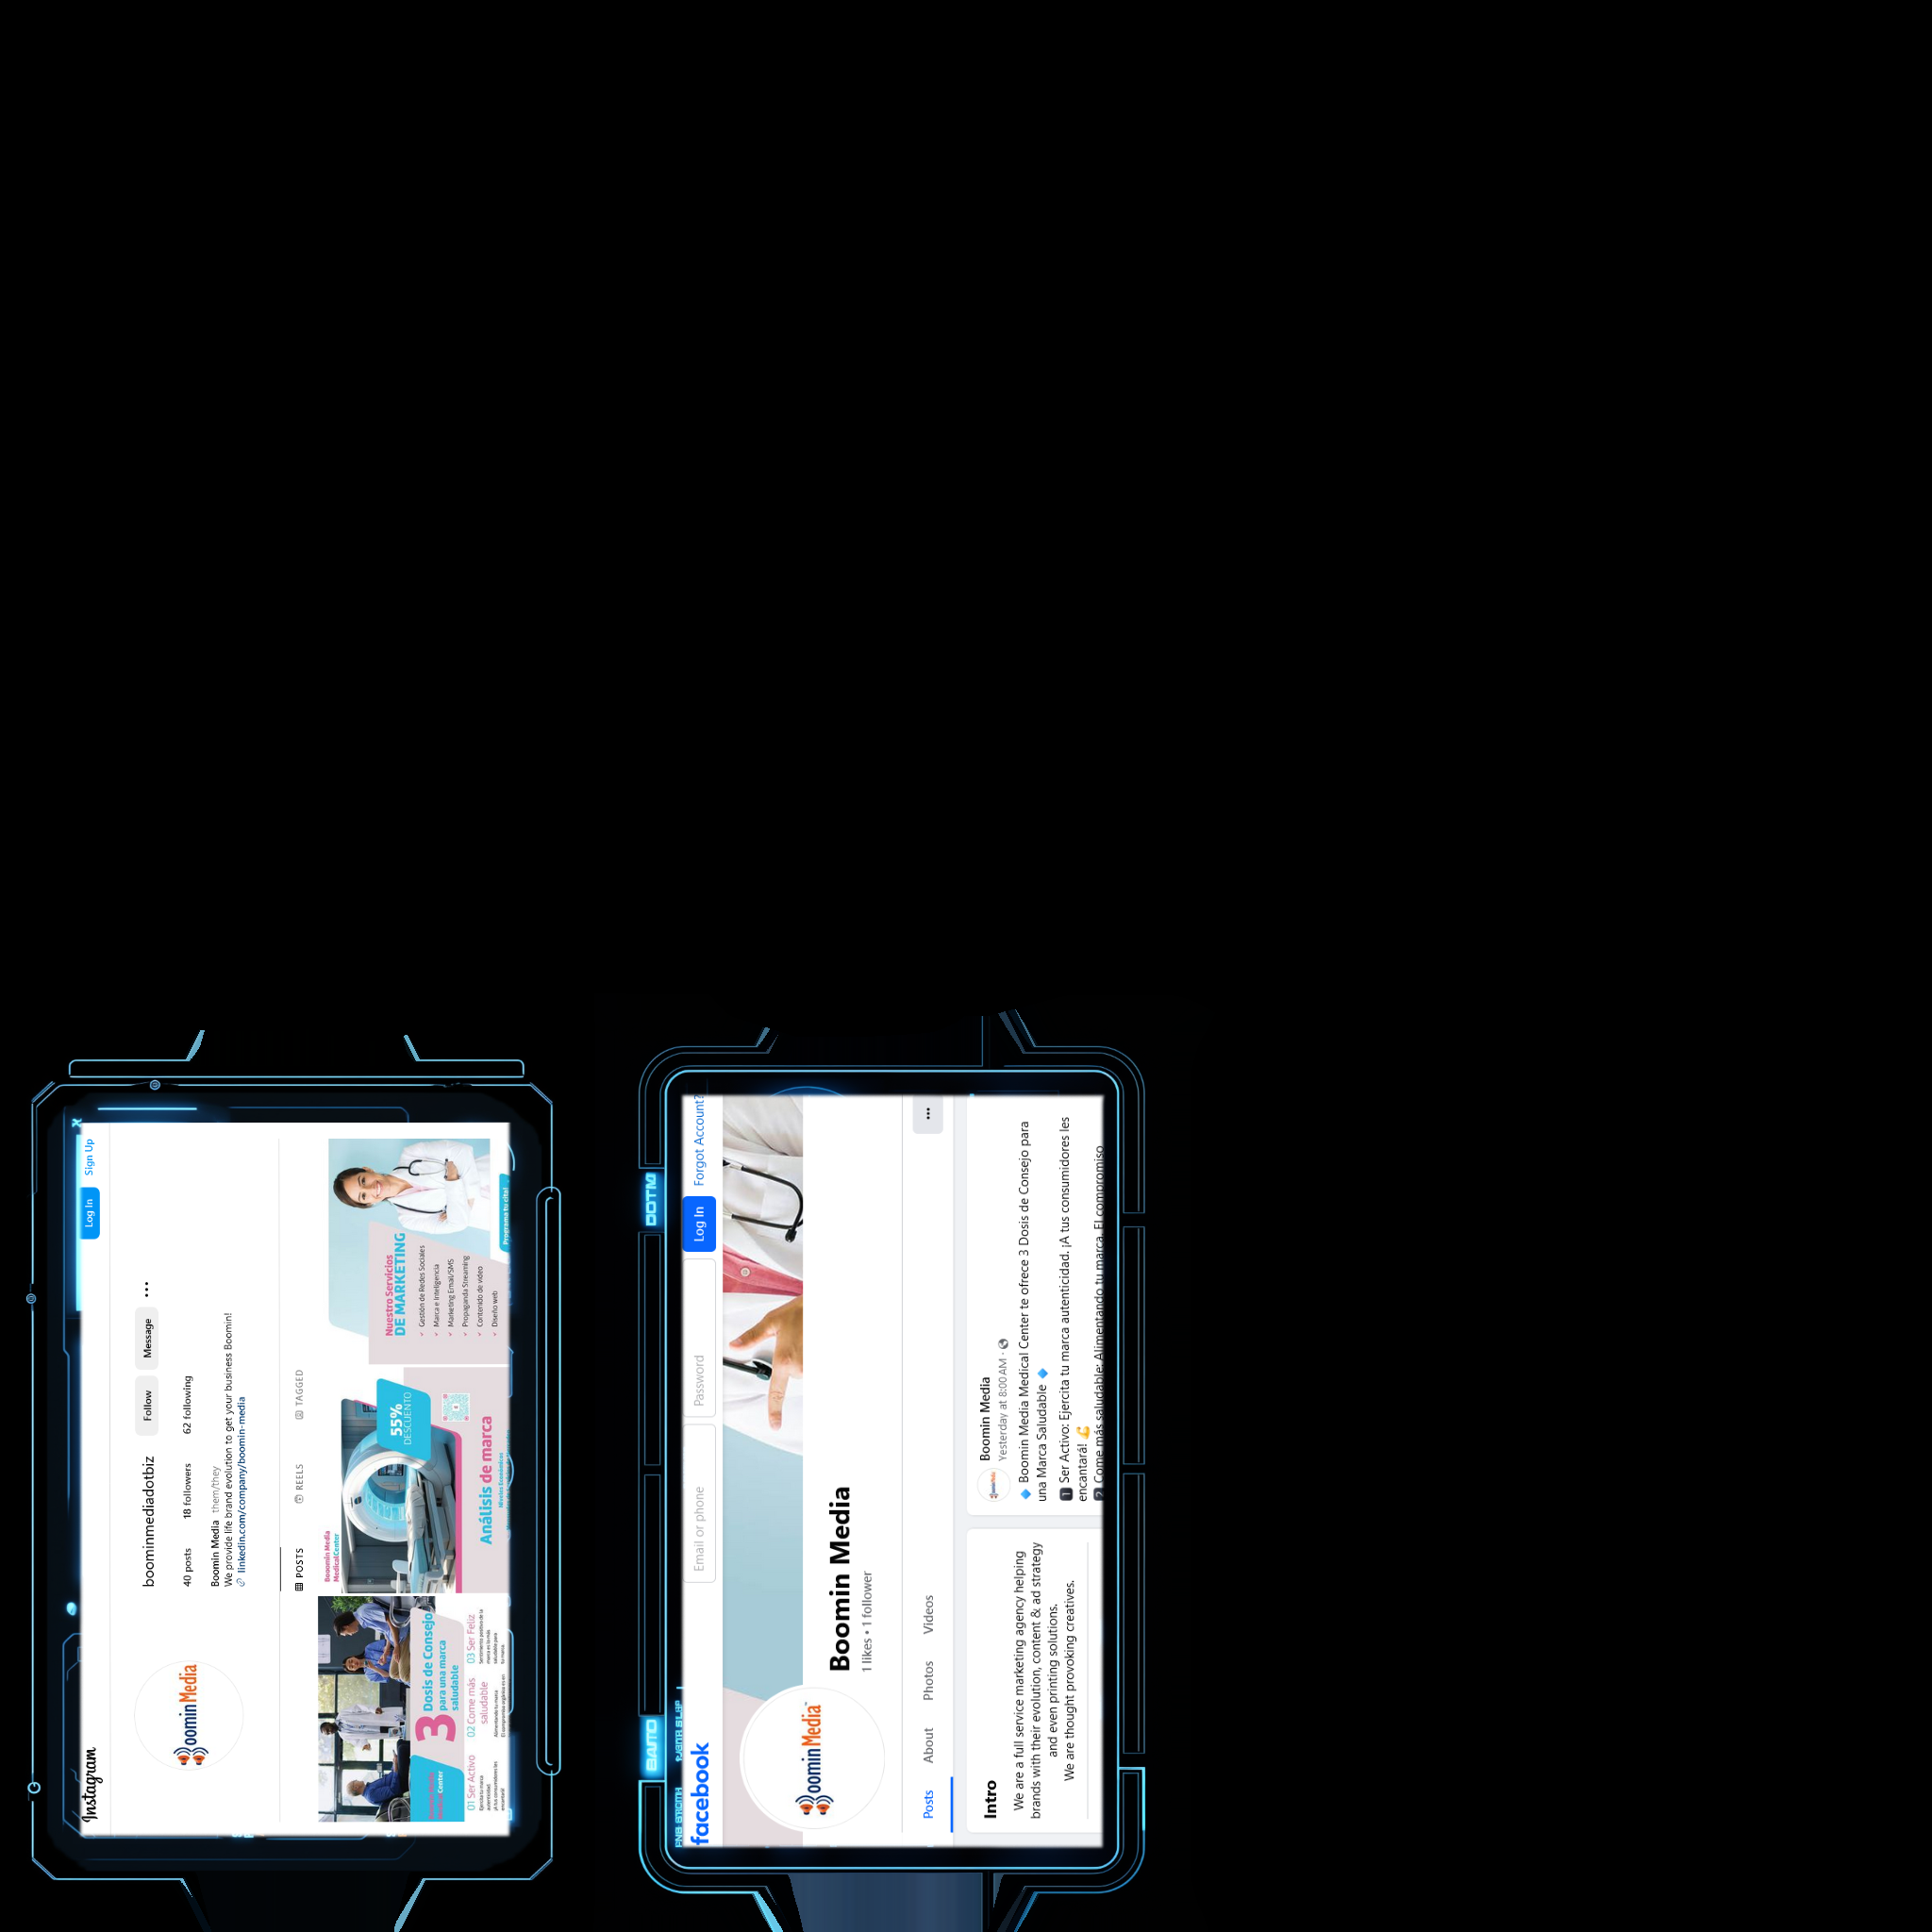 Instagram
Log In
Sign Up
boominmediadotbiz
Follow
Message
40 posts
18 followers
62 following
Boomin Media them/they
We provide life brand evolution to get your business Boomin!
linkedin.com/company/boomin-media
oomin Media
POSTS
REELS
TAGGED
Center
3 Dosis de Consejo
para una marca
saludable
01 Ser Activo
02 Come más
saludable
03 Ser Feliz
Boomin Media
Medical Center
55%
DESCUENTO
Análisis de marca
Nuestro Servicios
DE MARKETING
✓ Gestión de Redes Sociales
✓ Marca e Inteligencia
✓ Marketing Email/SMS
✓ Propaganda Streaming
✓ Contenido de video
✓ Diseño web
Programa tu cita!
facebook
Email or phone
Password
Log In
Forgot Account?
oomin Media
Boomin Media
1 likes • 1 follower
Posts
About
Photos
Videos
Intro
We are a full service marketing agency helping
brands with their evolution, content & ad strategy
and even printing solutions.
We are thought provoking creatives.
Boomin Media
Yesterday at 8:00 AM ·
🔹 Boomin Media Medical Center te ofrece 3 Dosis de Consejo para
una Marca Saludable 🔹
1️⃣ Ser Activo: Ejercita tu marca autenticidad. ¡A tus consumidores les
encantará! 💪
2️⃣ Come más saludable: Alimentando tu marca. El compromiso